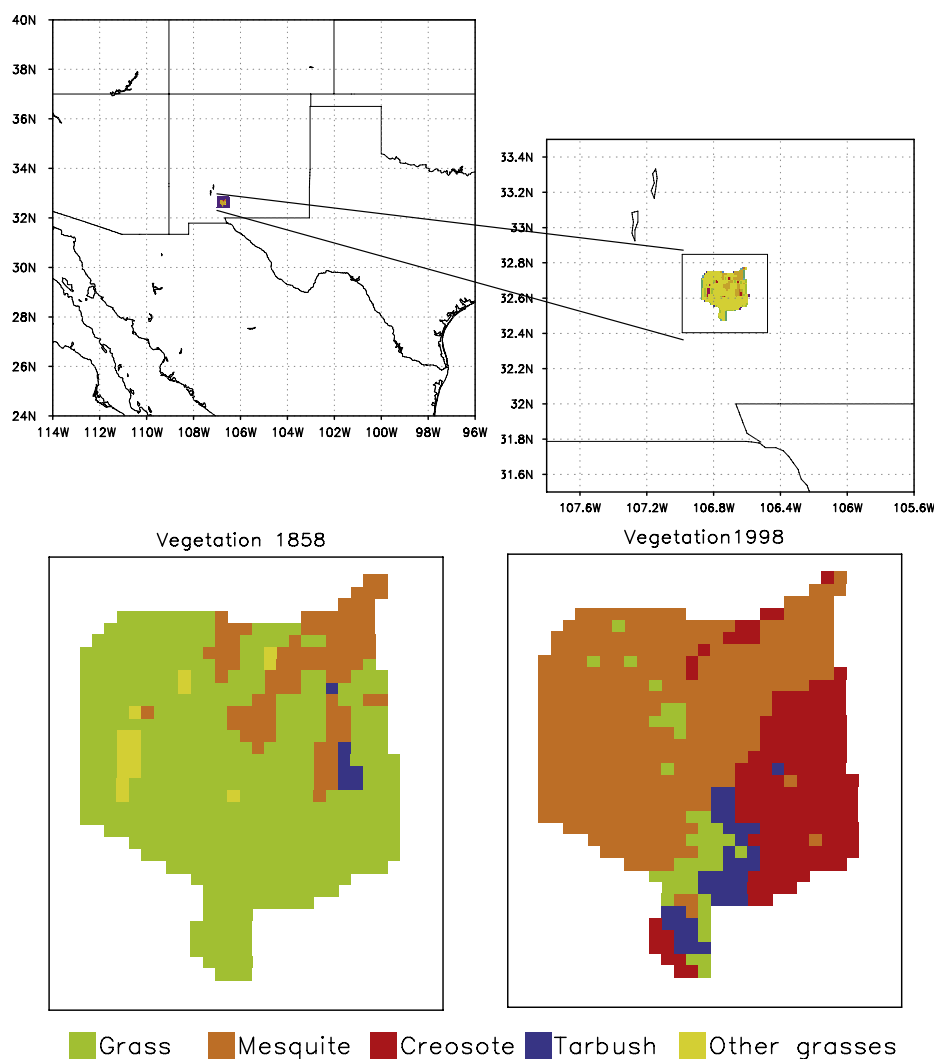 40N
38N
36N
34N
32N
30N
28N
26N
24N
114W 112W 110W 108W 106W 104W 102W 100W 98W 96W
33.4N
33.2N
33N
32.8N
32.6N
32.4N
32.2N
32N
31.8N
31.6N
107.6W 107.2W 106.8W 106.4W 106W 105.6W
Vegetation 1858
Vegetation1998
Grass Mesquite Creosote Tarbush Other grasses